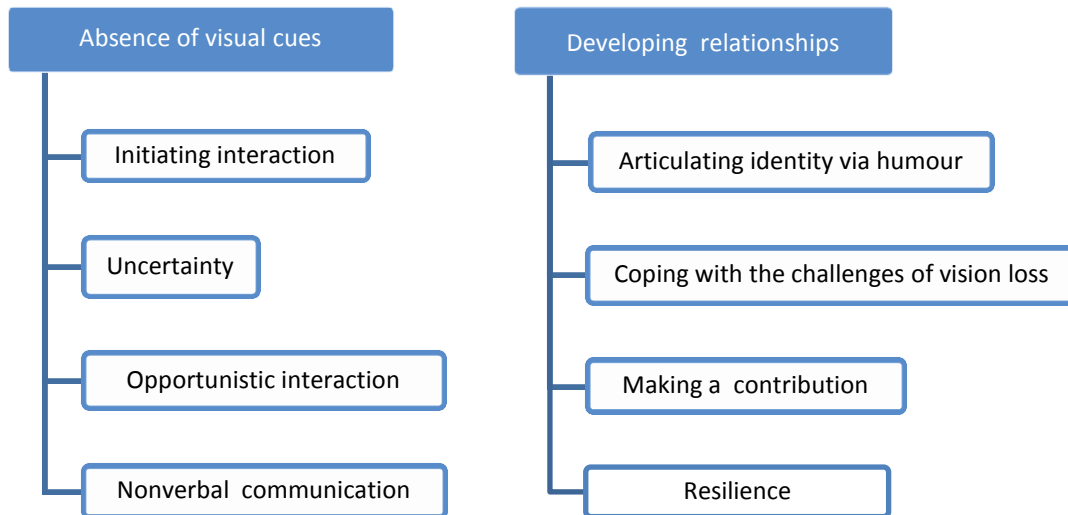 Absence of visual cues
Initiating interaction
Uncertainty
Opportunistic interaction
Nonverbal communication
Developing relationships
Articulating identity via humour
Coping with the challenges of vision loss
Making a contribution
Resilience